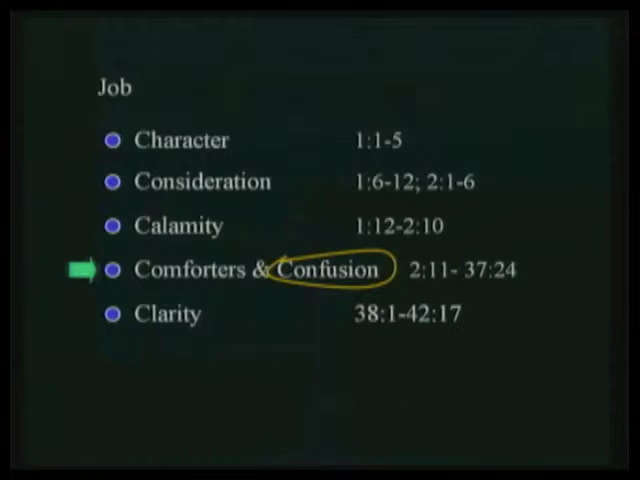 Job
Character 1:1-5
Consideration 1:6-12; 2:1-6
Calamity 1:12-2:10
Comforters & Confusion 2:11- 37:24
Clarity 38:1-42:17